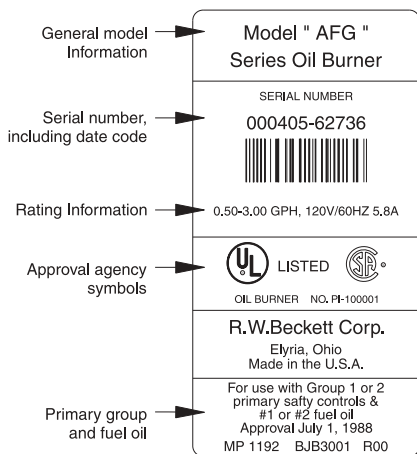 General model
Information
Model " AFG "
Series Oil Burner
SERIAL NUMBER
Serial number,
including date code
000405-62736
Rating Information
0.50-3.00 GPH, 120V/60HZ 5.8A
Approval agency
symbols
UL LISTED SA
OIL BURNER NO. PI-100001
R.W.Beckett Corp.
Elyria, Ohio
Made in the U.S.A.
Primary group
and fuel oil
For use with Group 1 or 2
primary safty controls &
#1 or #2 fuel oil
Approval July 1, 1988
MP 1192 BJB3001 R00